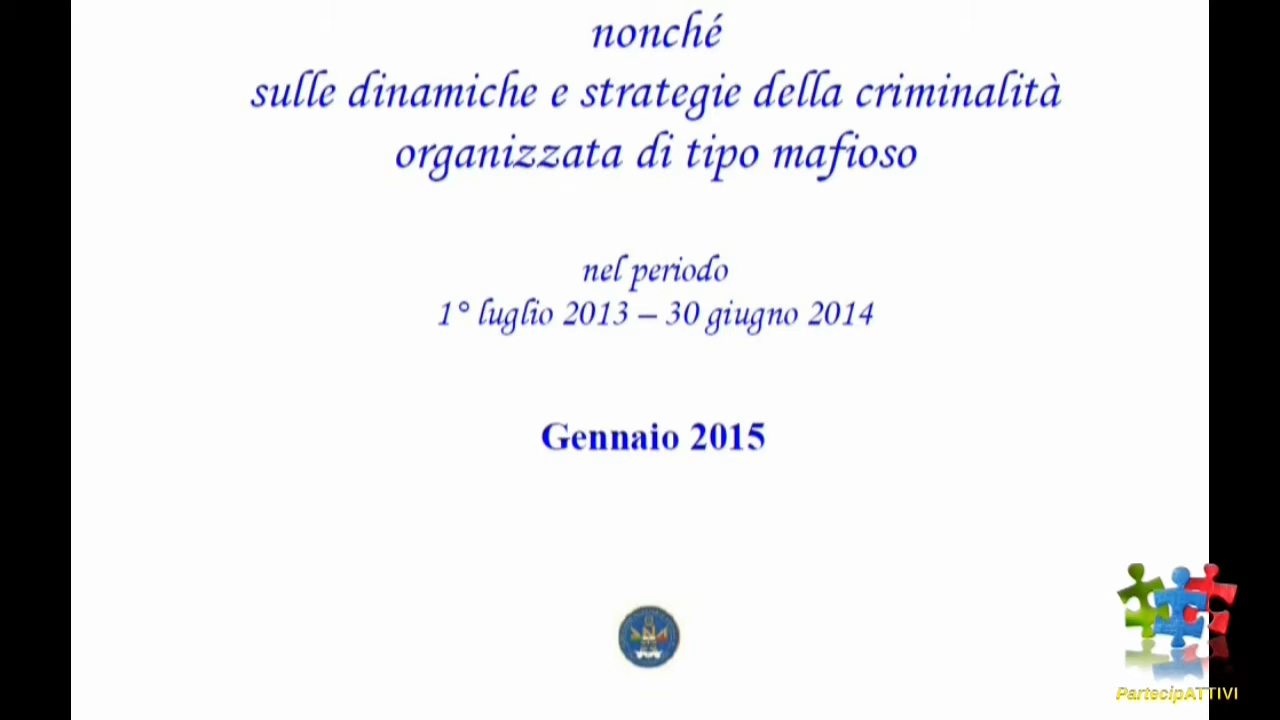 nonché
sulle dinamiche e strategie della criminalità
organizzata di tipo mafioso
nel periodo
1° luglio 2013 – 30 giugno 2014
Gennaio 2015
PartecipATTIVI